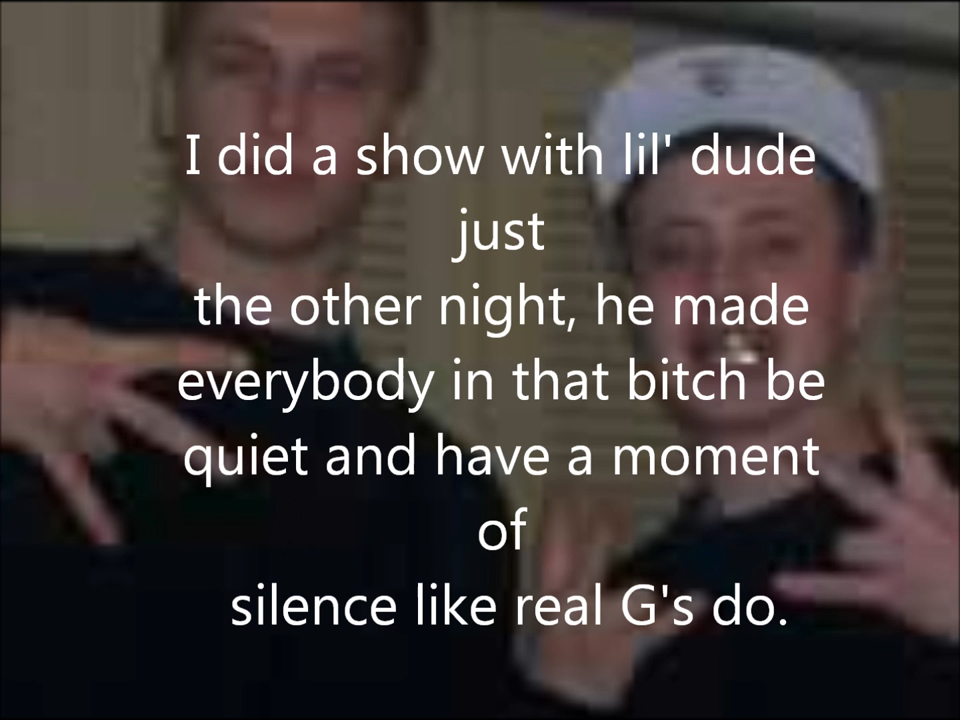 I did a show with lil' dude
just
the other night, he made
everybody in that bitch be
quiet and have a moment
of
silence like real G's do.